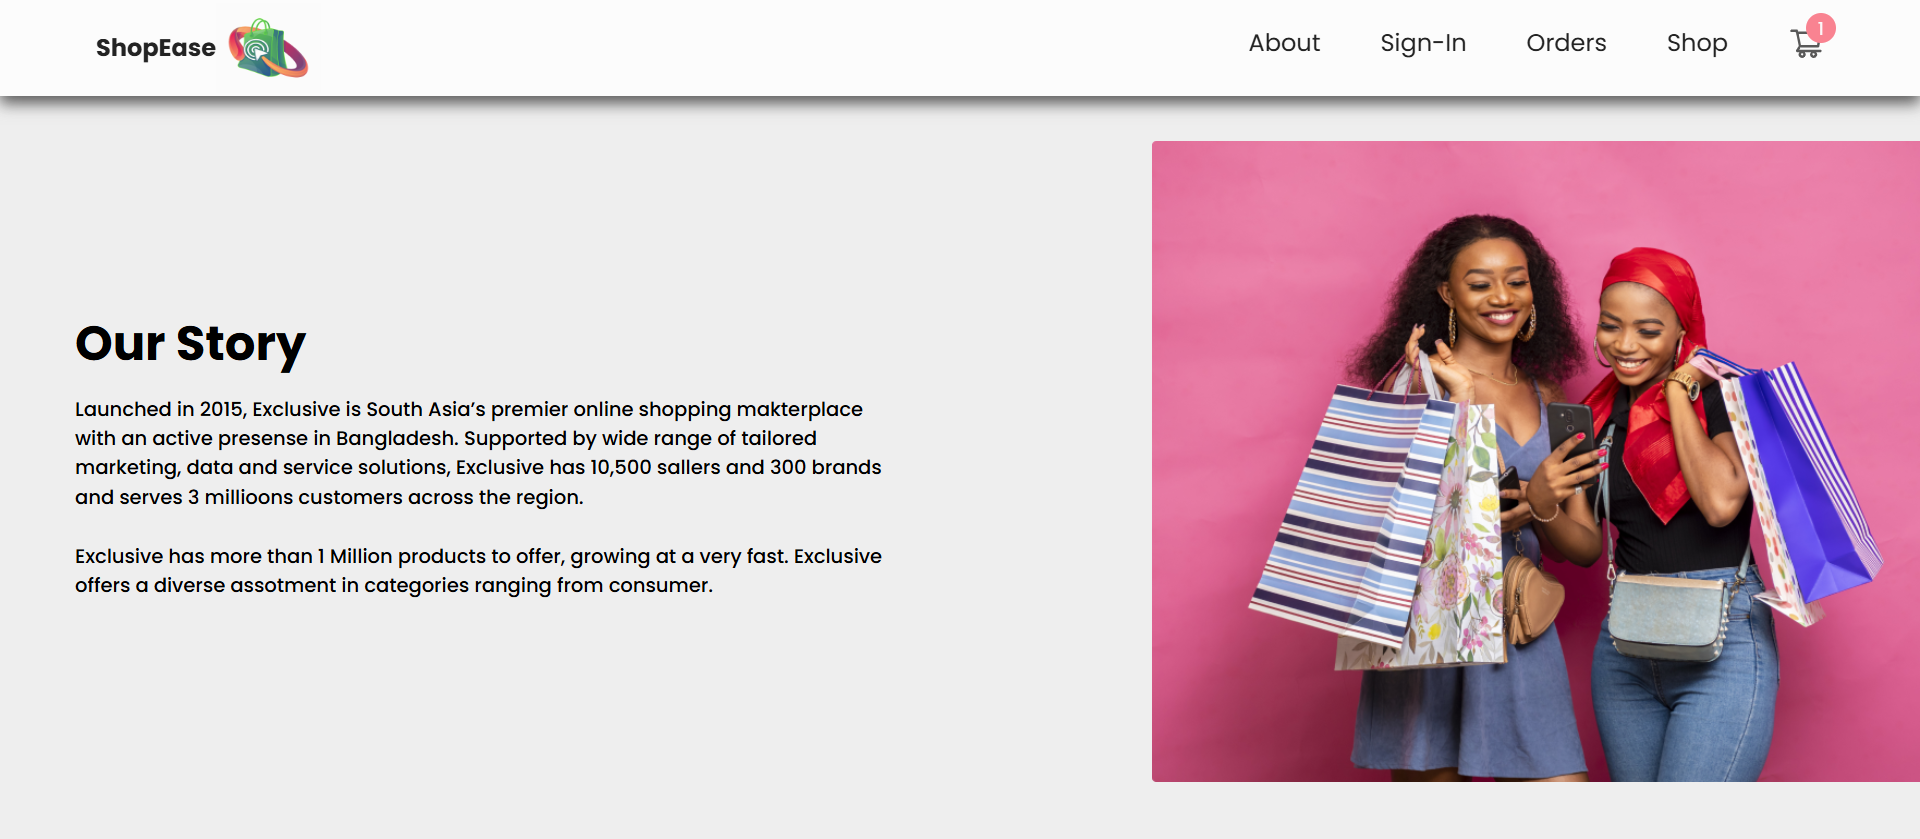 ShopEase
About Sign-In Orders Shop 1
Our Story
Launched in 2015, Exclusive is South Asia’s premier online shopping makterplace
with an active presense in Bangladesh. Supported by wide range of tailored
marketing, data and service solutions, Exclusive has 10,500 sallers and 300 brands
and serves 3 millioons customers across the region.
Exclusive has more than 1 Million products to offer, growing at a very fast. Exclusive
offers a diverse assotment in categories ranging from consumer.